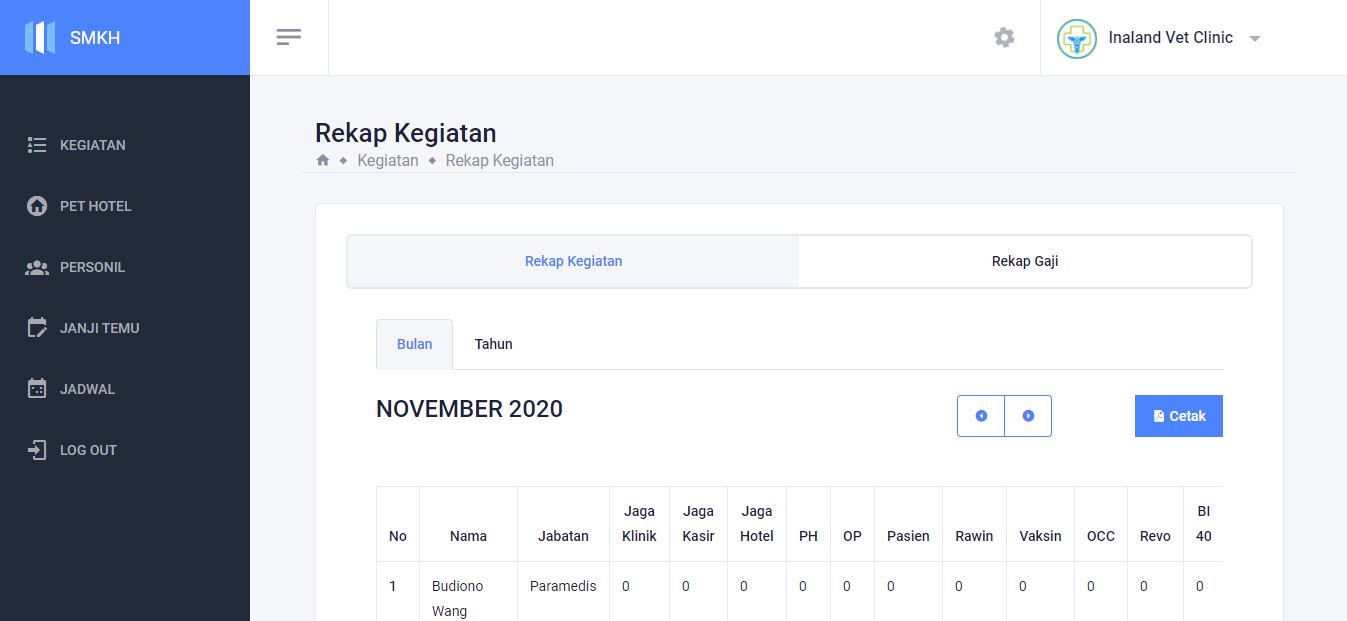 SMKH
Inaland Vet Clinic
KEGIATAN
PET HOTEL
PERSONIL
JANJI TEMU
JADWAL
LOG OUT
Rekap Kegiatan
Kegiatan Rekap Kegiatan
Rekap Kegiatan Rekap Gaji
Bulan Tahun
NOVEMBER 2020
Cetak
No Nama Jabatan Jaga Klinik Jaga Kasir Jaga Hotel PH OP Pasien Rawin Vaksin OCC Revo BI 40
1 Budiono Wang Paramedis 0 0 0 0 0 0 0 0 0 0 0